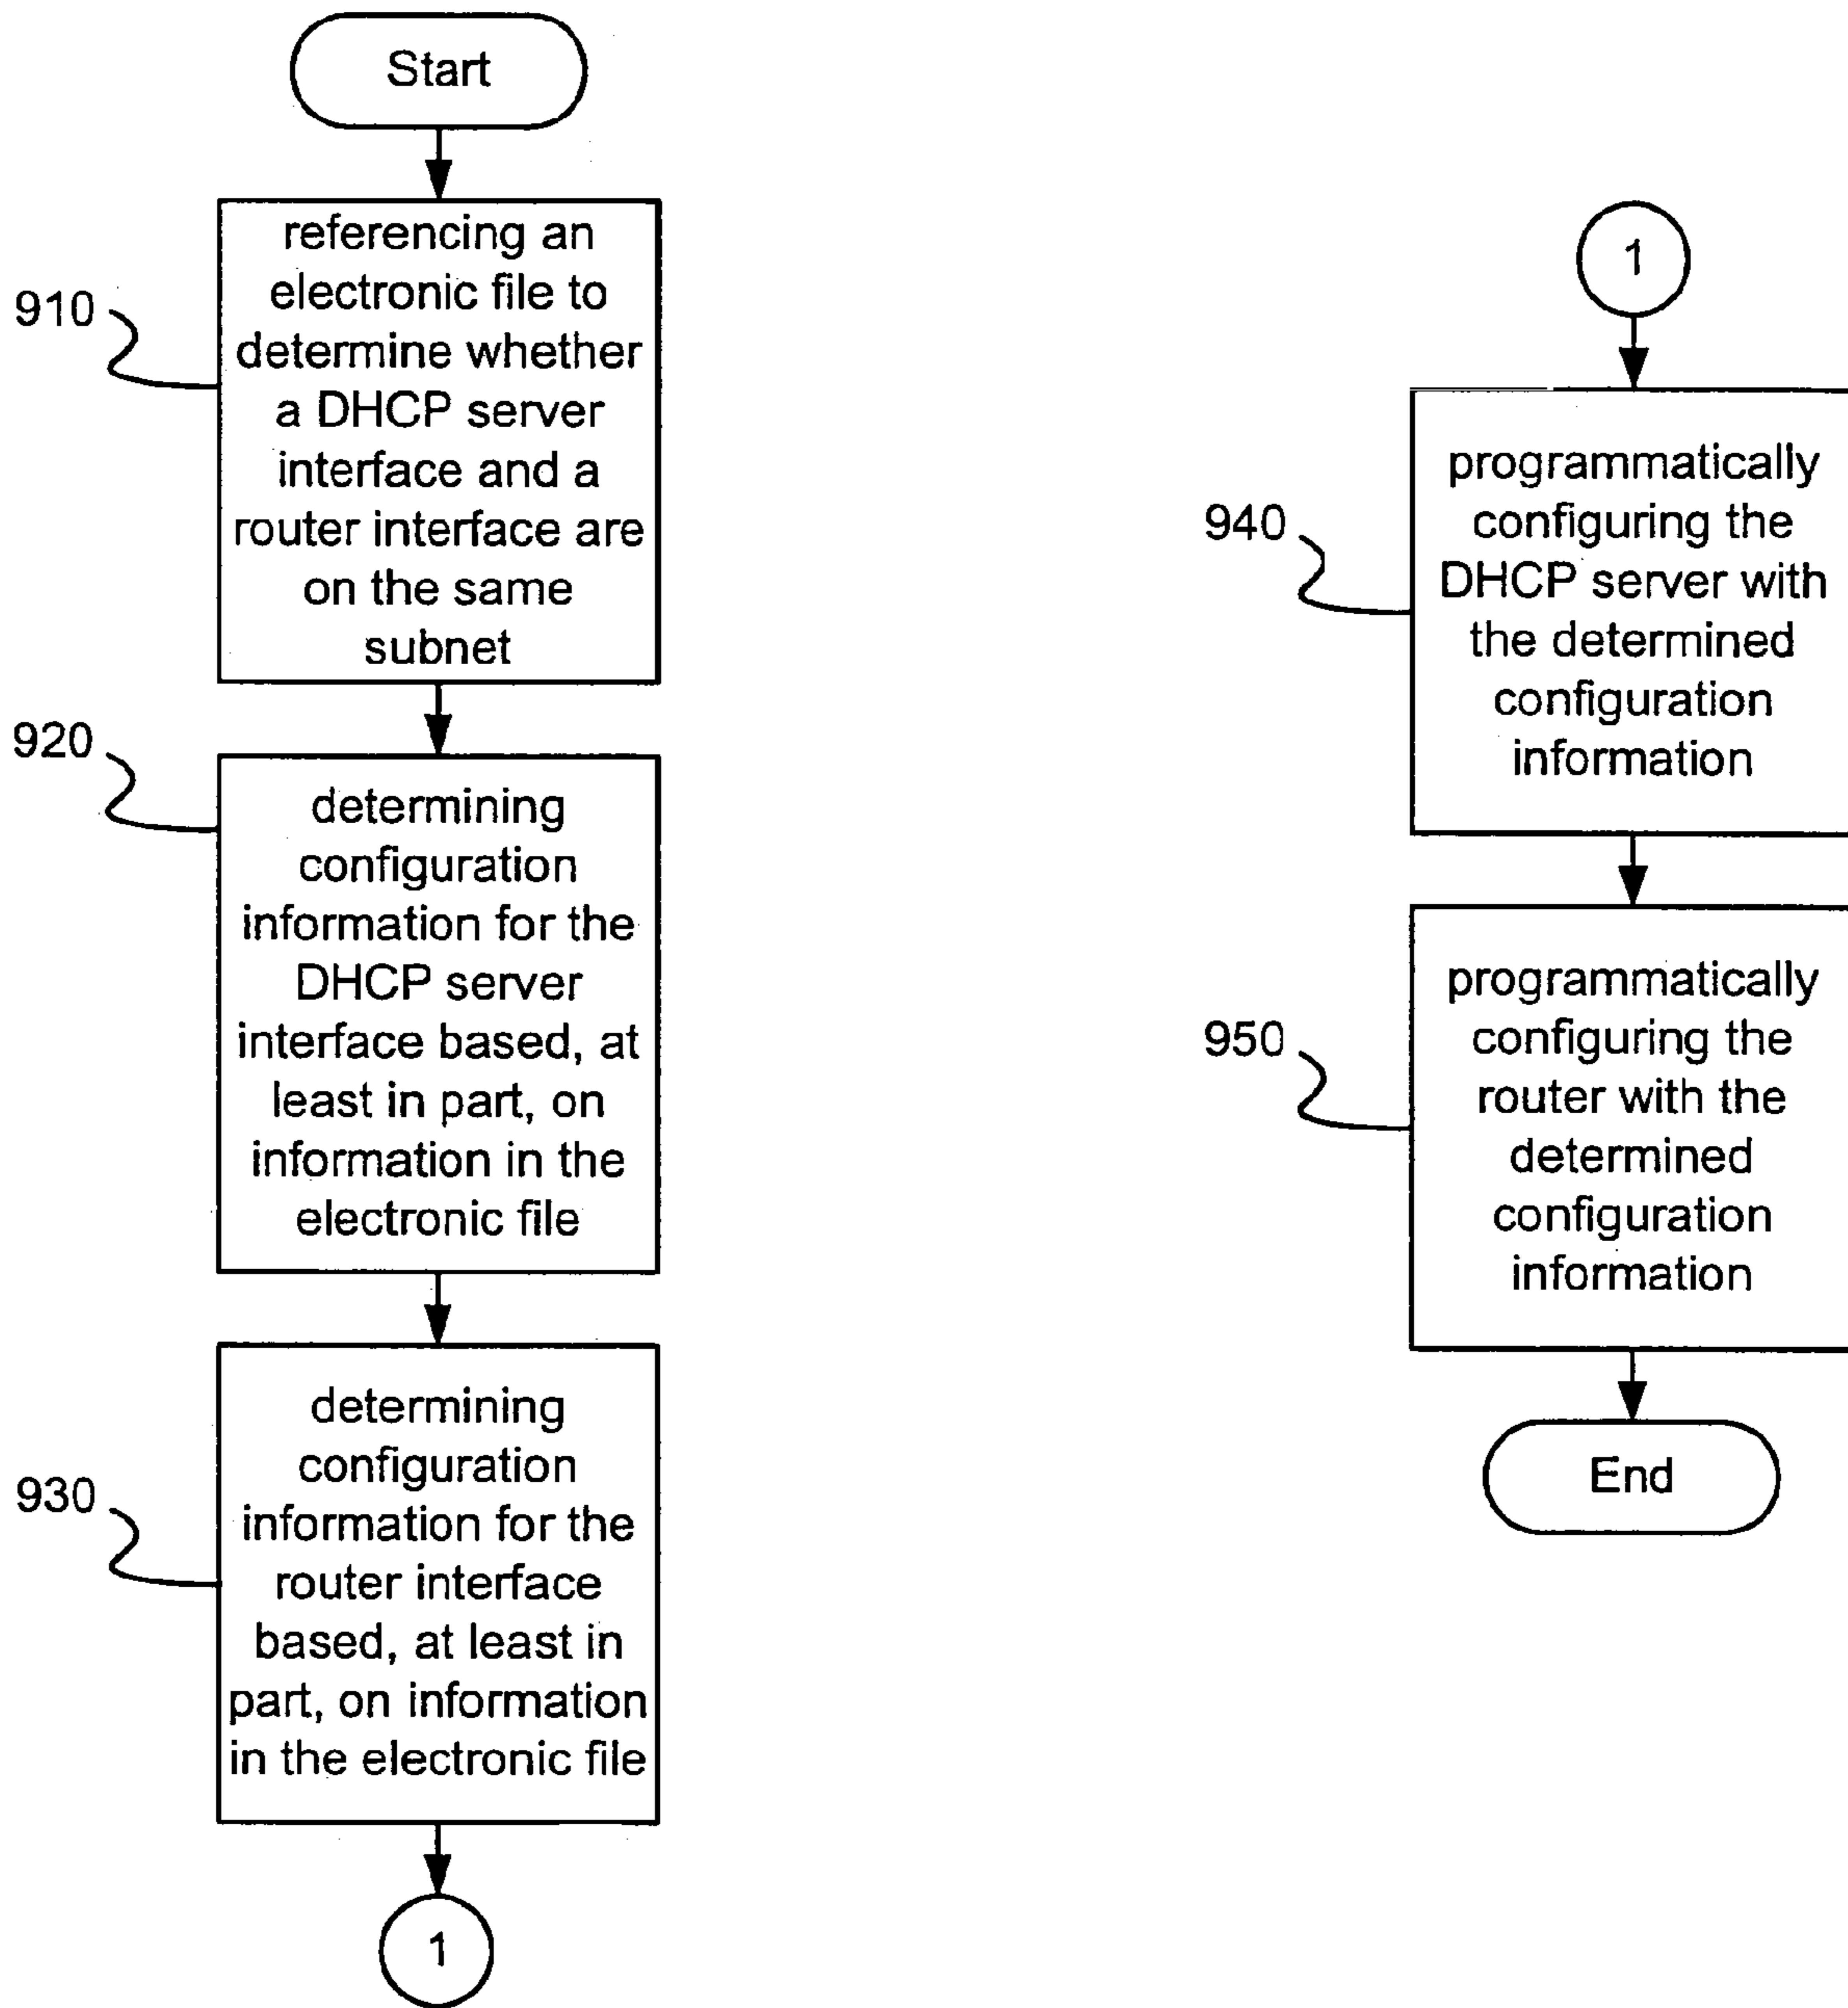 Start
910
referencing an
electronic file to
determine whether
a DHCP server
interface and a
router interface are
on the same
subnet
920
determining
configuration
information for the
DHCP server
interface based, at
least in part, on
information in the
electronic file
930
determining
configuration
information for the
router interface
based, at least in
part, on information
in the electronic file
1
1
940
programmatically
configuring the
DHCP server with
the determined
configuration
information
950
programmatically
configuring the
router with the
determined
configuration
information
End